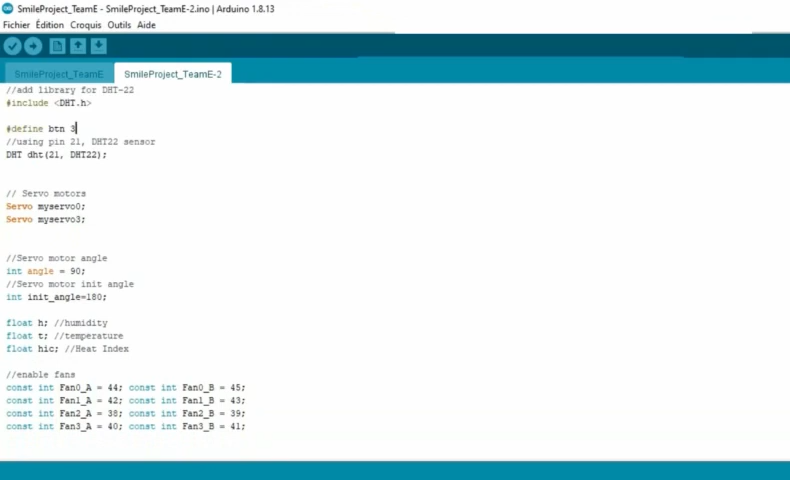 SmileProject_TeamE - SmileProject_TeamE-2.ino | Arduino 1.8.13
Fichier Édition Croquis Outils Aide
SmileProject_TeamE SmileProject_TeamE-2
//add library for DHT-22
#include <DHT.h>
#define btn 3
//using pin 21, DHT22 sensor
DHT dht(21, DHT22);
// Servo motors
Servo myservo0;
Servo myservo3;
//Servo motor angle
int angle = 90;
//Servo motor init angle
int init_angle=180;
float h; //humidity
float t; //temperature
float hic; //Heat Index
//enable fans
const int Fan0_A = 44; const int Fan0_B = 45;
const int Fan1_A = 42; const int Fan1_B = 43;
const int Fan2_A = 38; const int Fan2_B = 39;
const int Fan3_A = 40; const int Fan3_B = 41;